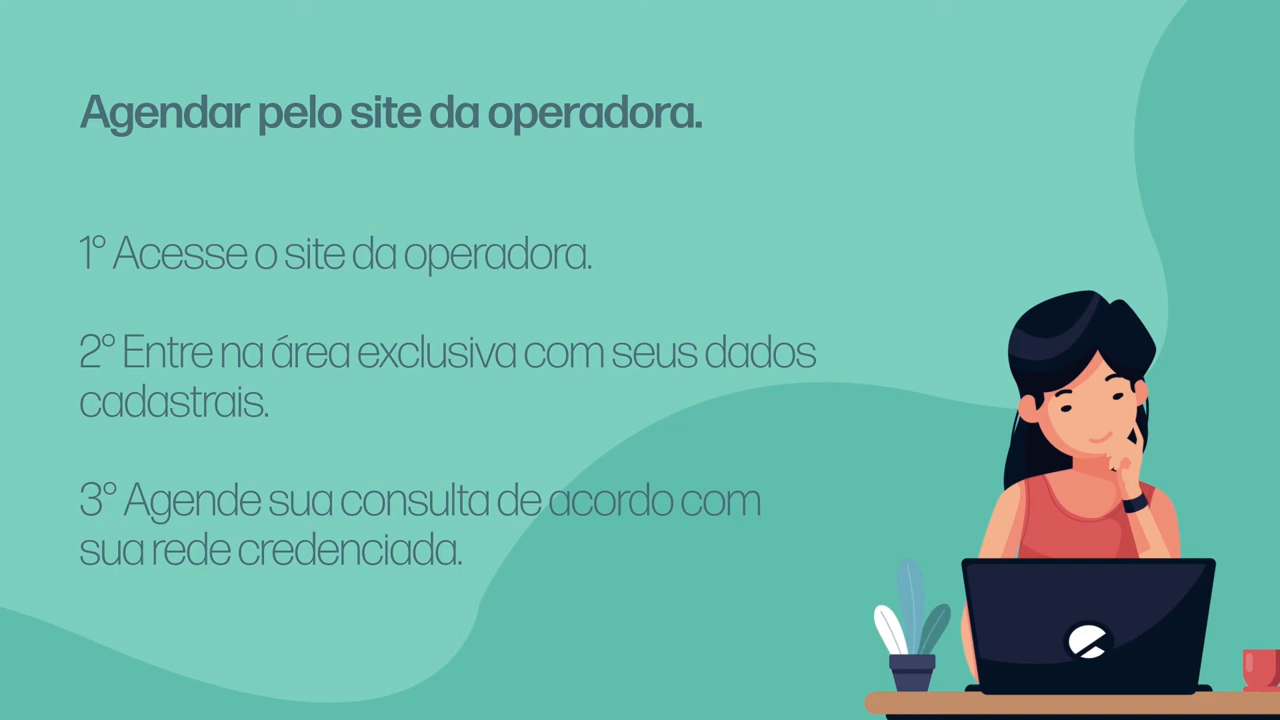 Agendar pelo site da operadora.
1° Acesse o site da operadora.
2° Entre na área exclusiva com seus dados
cadastrais.
3° Agende sua consulta de acordo com
sua rede credenciada.